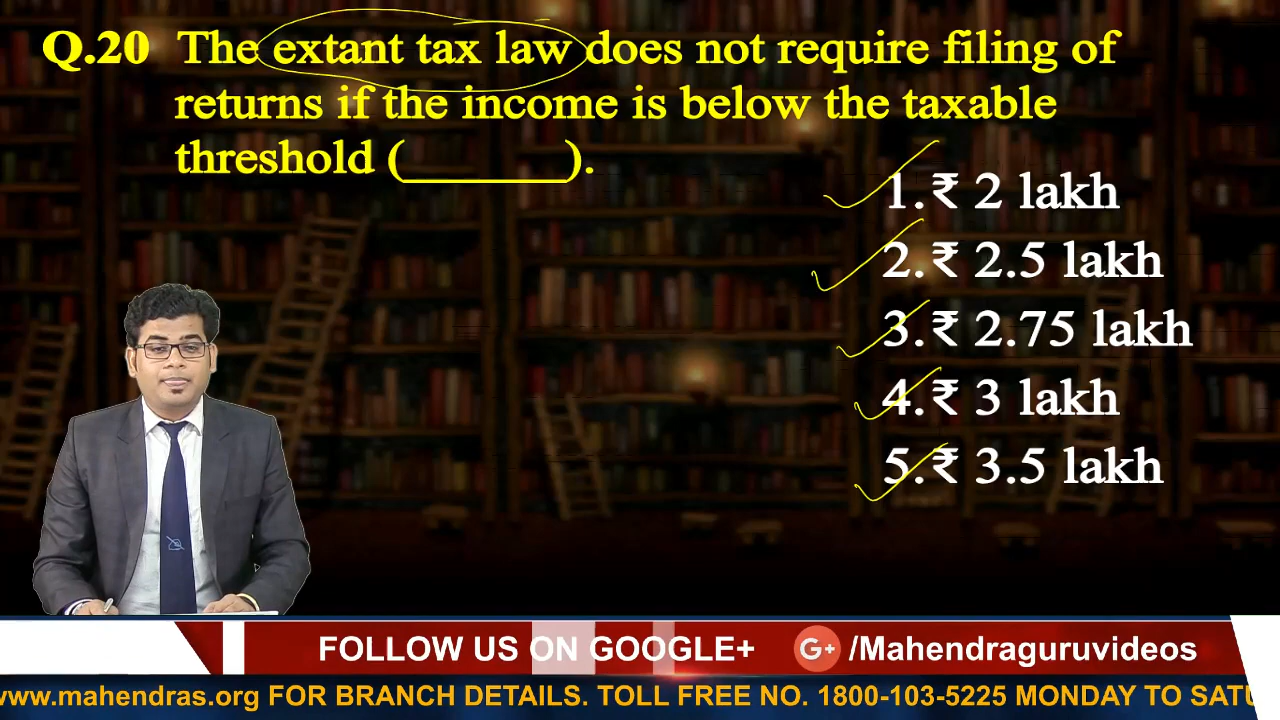 Q.20 The extant tax law does not require filing of
returns if the income is below the taxable
threshold (_______).
1.₹ 2 lakh
2.₹ 2.5 lakh
3.₹ 2.75 lakh
4.₹ 3 lakh
5.₹ 3.5 lakh
FOLLOW US ON GOOGLE+ G+ /Mahendraguruvideos
www.mahendras.org FOR BRANCH DETAILS. TOLL FREE NO. 1800-103-5225 MONDAY TO SATU